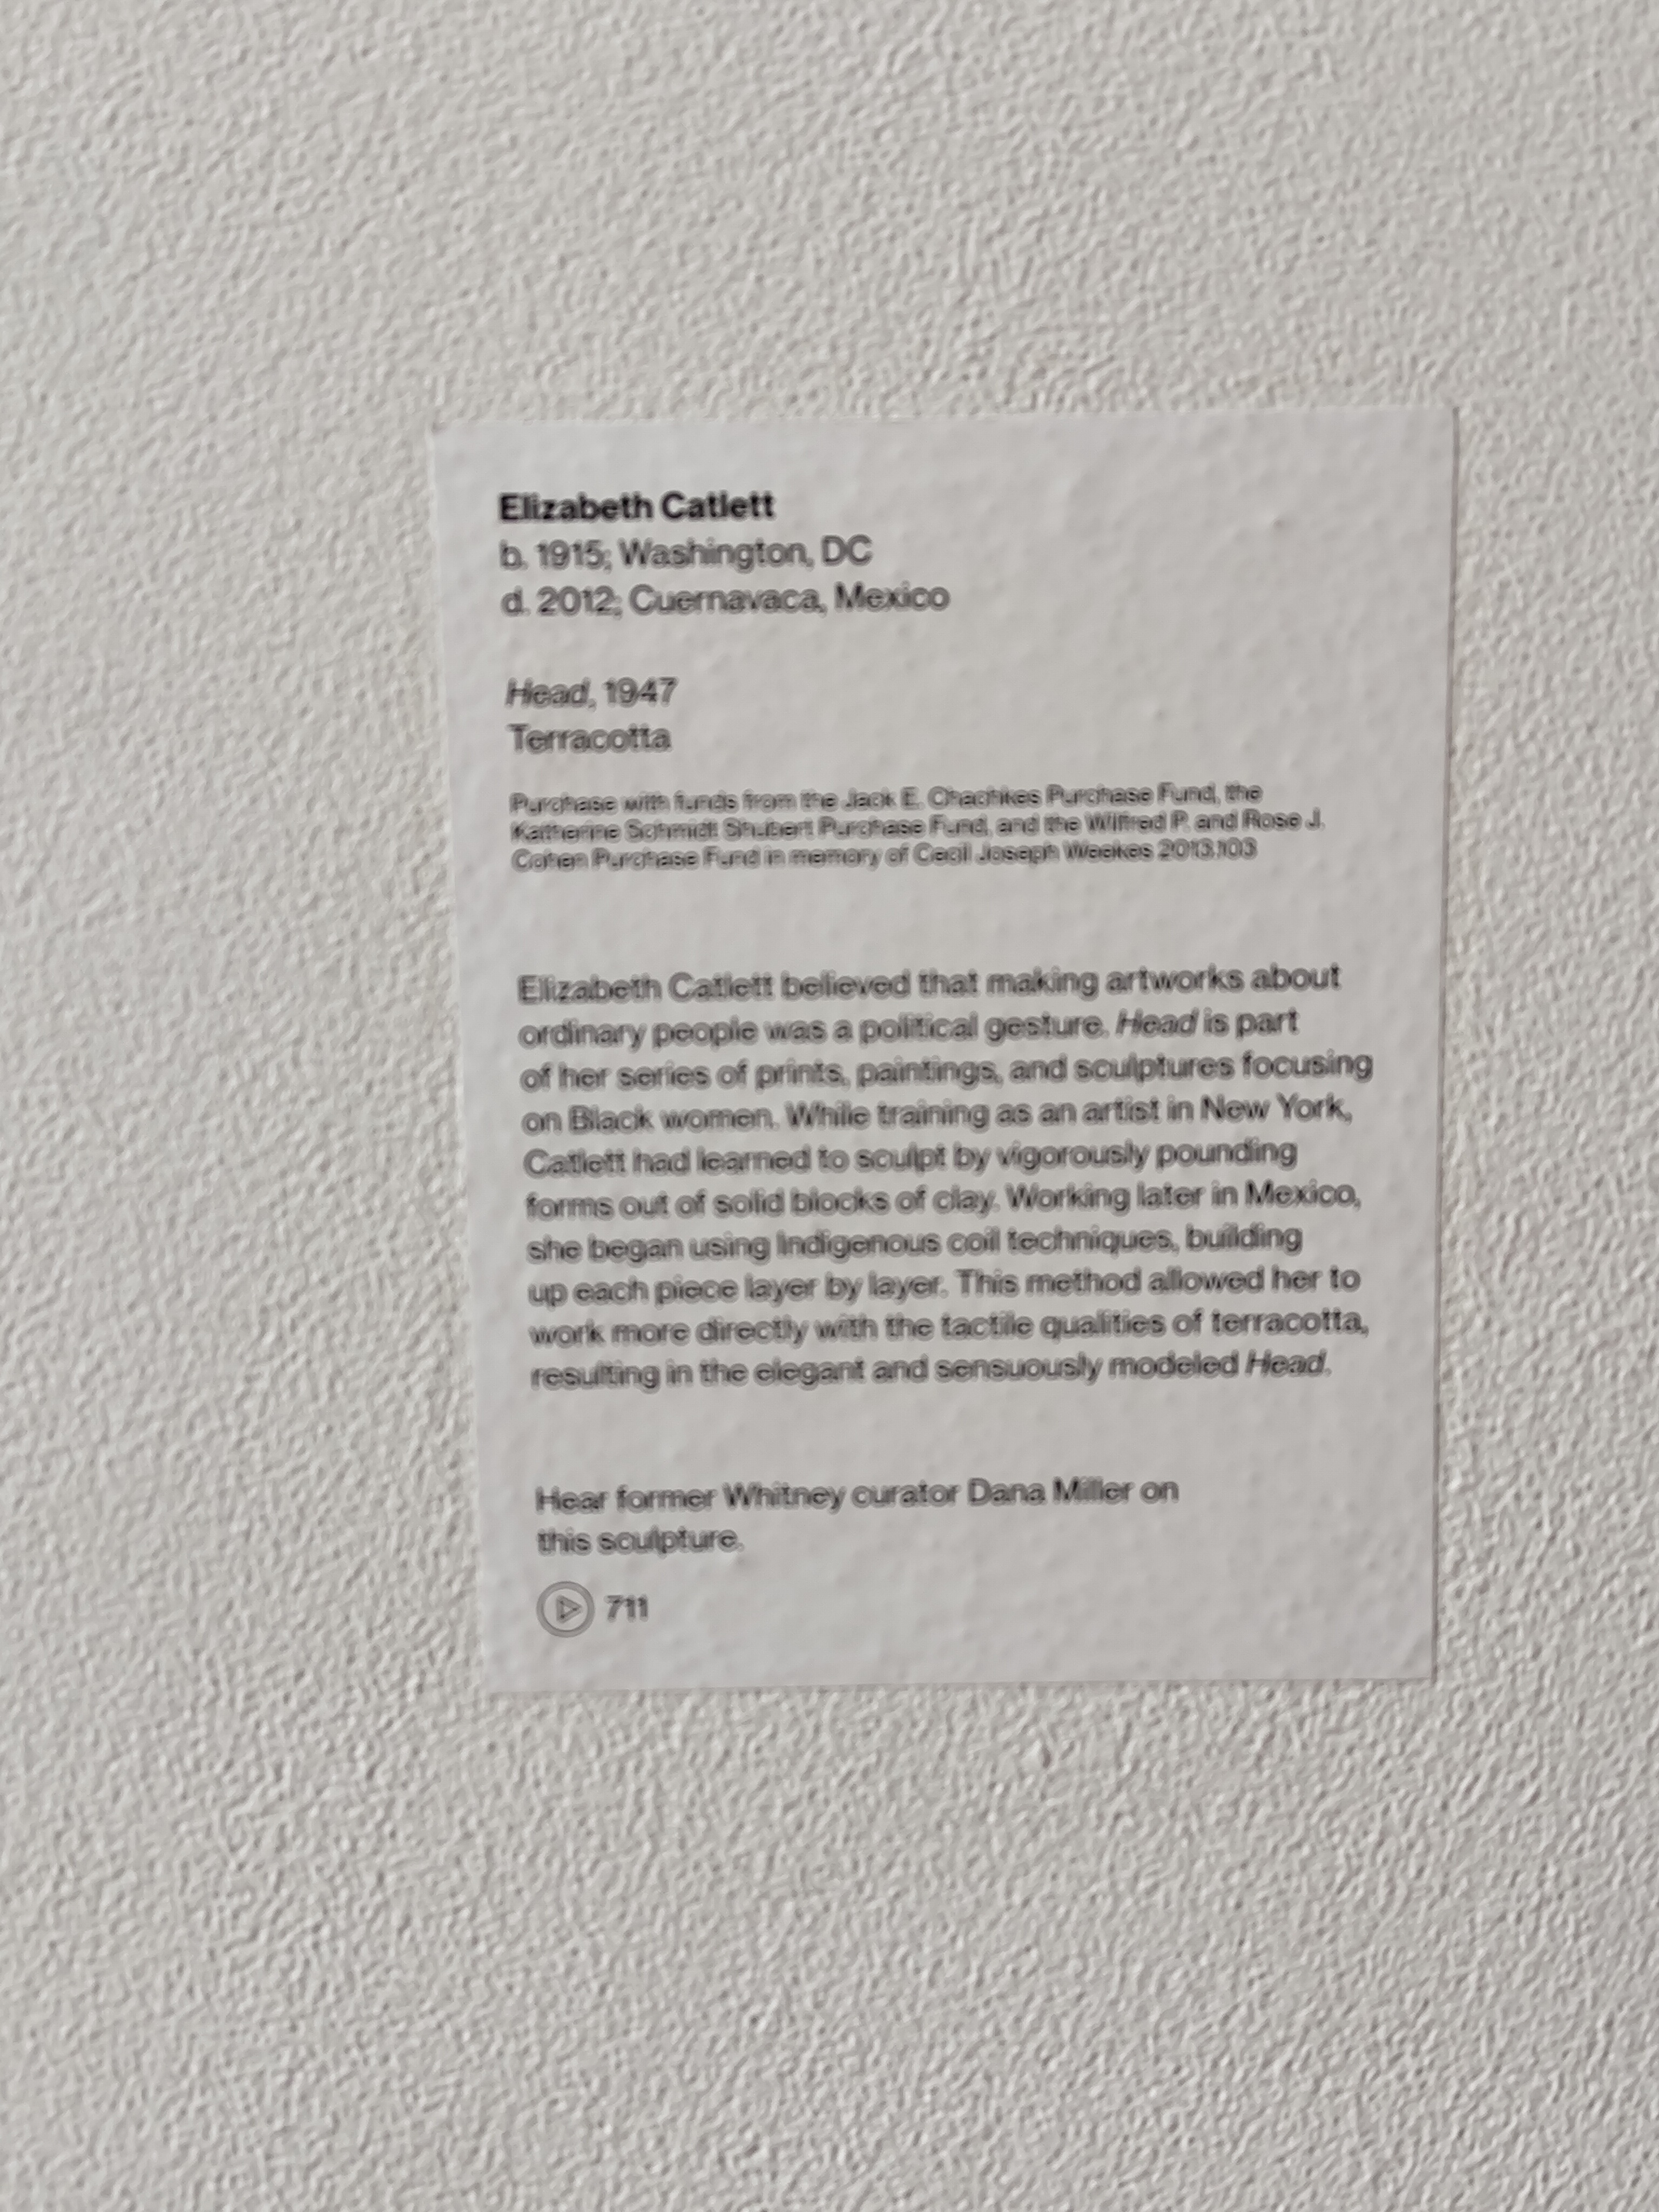 Elizabeth Catlett
b. 1915; Washington, DC
d. 2012; Cuernavaca, Mexico
Head, 1947
Terracotta
Purchase with funds from the Jack E. Chachkes Purchase Fund, the
Katherine Schmidt Shubert Purchase Fund, and the Wilfred P. and Rose J.
Cohen Purchase Fund in memory of Cecil Joseph Weekes 2013.103
Elizabeth Catlett believed that making artworks about
ordinary people was a political gesture. Head is part
of her series of prints, paintings, and sculptures focusing
on Black women. While training as an artist in New York,
Catlett had learned to sculpt by vigorously pounding
forms out of solid blocks of clay. Working later in Mexico,
she began using Indigenous coil techniques, building
up each piece layer by layer. This method allowed her to
work more directly with the tactile qualities of terracotta,
resulting in the elegant and sensuously modeled Head.
Hear former Whitney curator Dana Miller on
this sculpture.
711